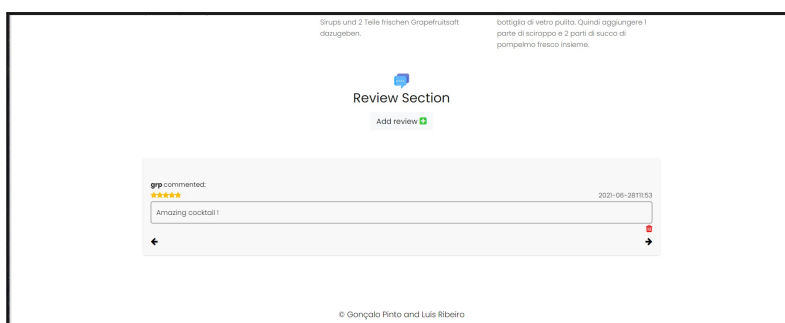 Sirups und 2 Teile frischen Grapefruitsaft
dazugeben.
bottiglia di vetro pulita. Quindi aggiungere 1
parte di sciroppo e 2 parti di succo di
pompelmo fresco insieme.
Review Section
Add review
grp commented:
2021-06-28T11:53
Amazing cocktail !
© Gonçalo Pinto and Luís Ribeiro